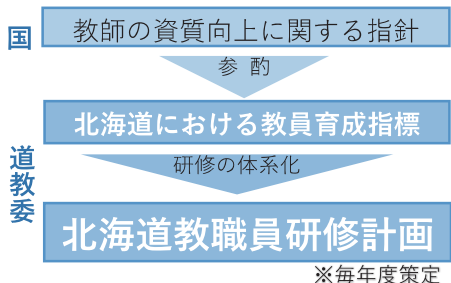 国
教師の資質向上に関する指針
参 酌
北海道における教員育成指標
道教委
研修の体系化
北海道教職員研修計画
※毎年度策定